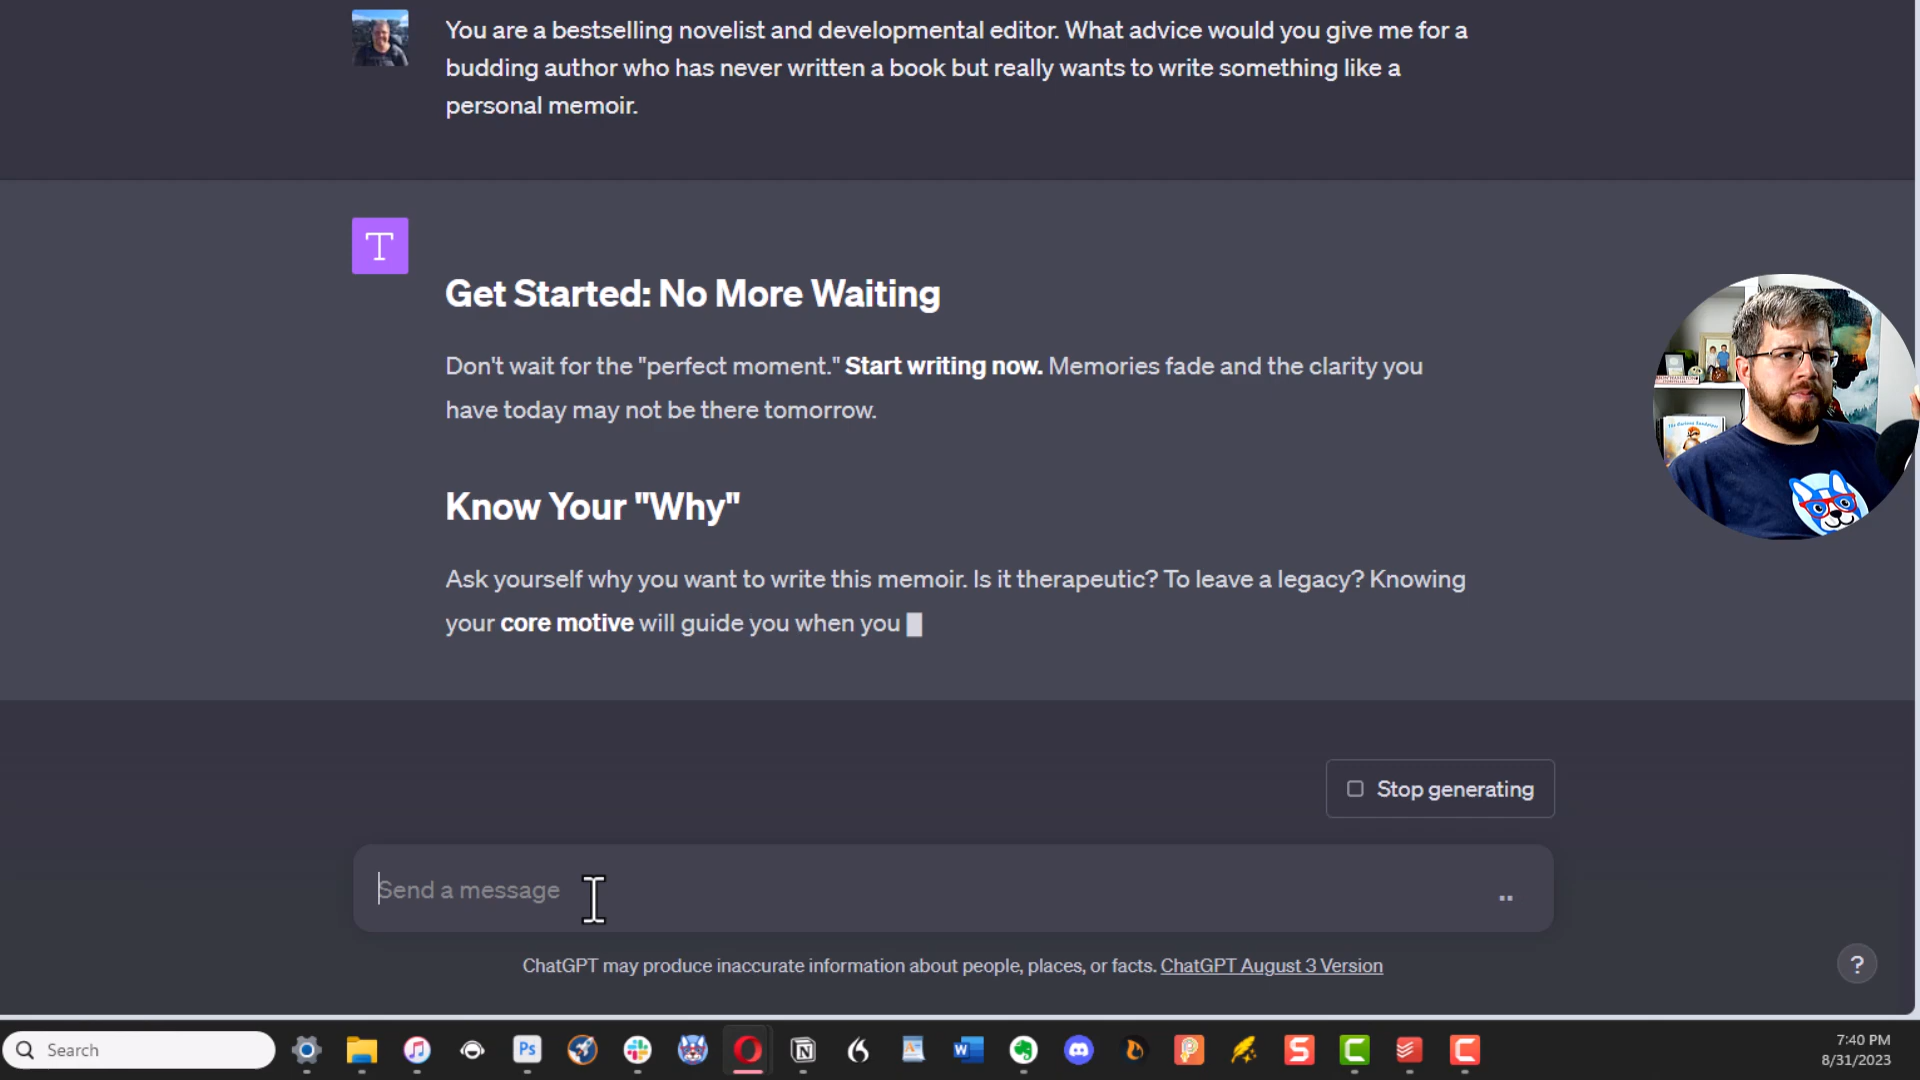 You are a bestselling novelist and developmental editor. What advice would you give me for a
budding author who has never written a book but really wants to write something like a
personal memoir.
T
Get Started: No More Waiting
Don't wait for the "perfect moment." Start writing now. Memories fade and the clarity you
have today may not be there tomorrow.
Know Your "Why"
Ask yourself why you want to write this memoir. Is it therapeutic? To leave a legacy? Knowing
your core motive will guide you when you
Stop generating
Send a message
ChatGPT may produce inaccurate information about people, places, or facts. ChatGPT August 3 Version
?
Search
Ps
N
W
S
C
C
7:40 PM
8/31/2023